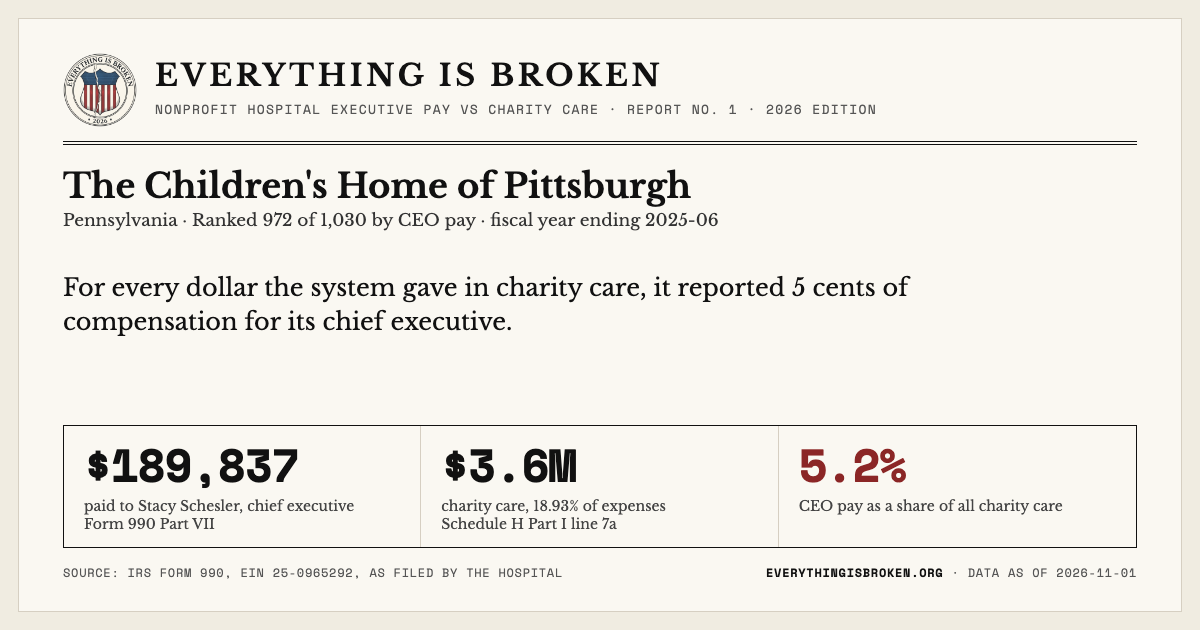 EVERYTHING IS BROKEN
2026
EVERYTHING IS BROKEN
NONPROFIT HOSPITAL EXECUTIVE PAY VS CHARITY CARE · REPORT NO. 1 · 2026 EDITION
The Children's Home of Pittsburgh
Pennsylvania · Ranked 972 of 1,030 by CEO pay · fiscal year ending 2025-06
For every dollar the system gave in charity care, it reported 5 cents of
compensation for its chief executive.
$189,837
paid to Stacy Schesler, chief executive
Form 990 Part VII
$3.6M
charity care, 18.93% of expenses
Schedule H Part I line 7a
5.2%
CEO pay as a share of all charity care
SOURCE: IRS FORM 990, EIN 25-0965292, AS FILED BY THE HOSPITAL
EVERYTHINGISBROKEN.ORG · DATA AS OF 2026-11-01